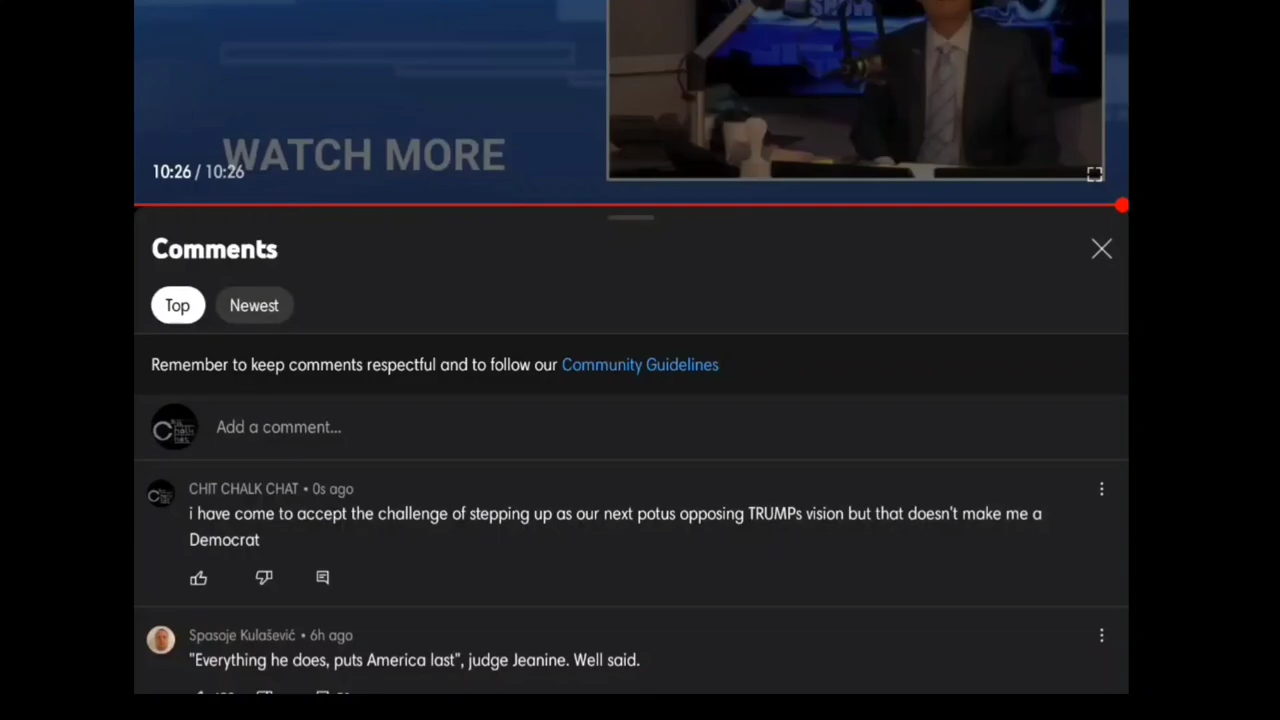 SHOW
WATCH MORE
10:26 / 10:26
Comments
Top
Newest
Remember to keep comments respectful and to follow our Community Guidelines
Add a comment...
CHIT CHALK CHAT • 0s ago
i have come to accept the challenge of stepping up as our next potus opposing TRUMPs vision but that doesn't make me a
Democrat
Spasoje Kulašević • 6h ago
"Everything he does, puts America last", judge Jeanine. Well said.